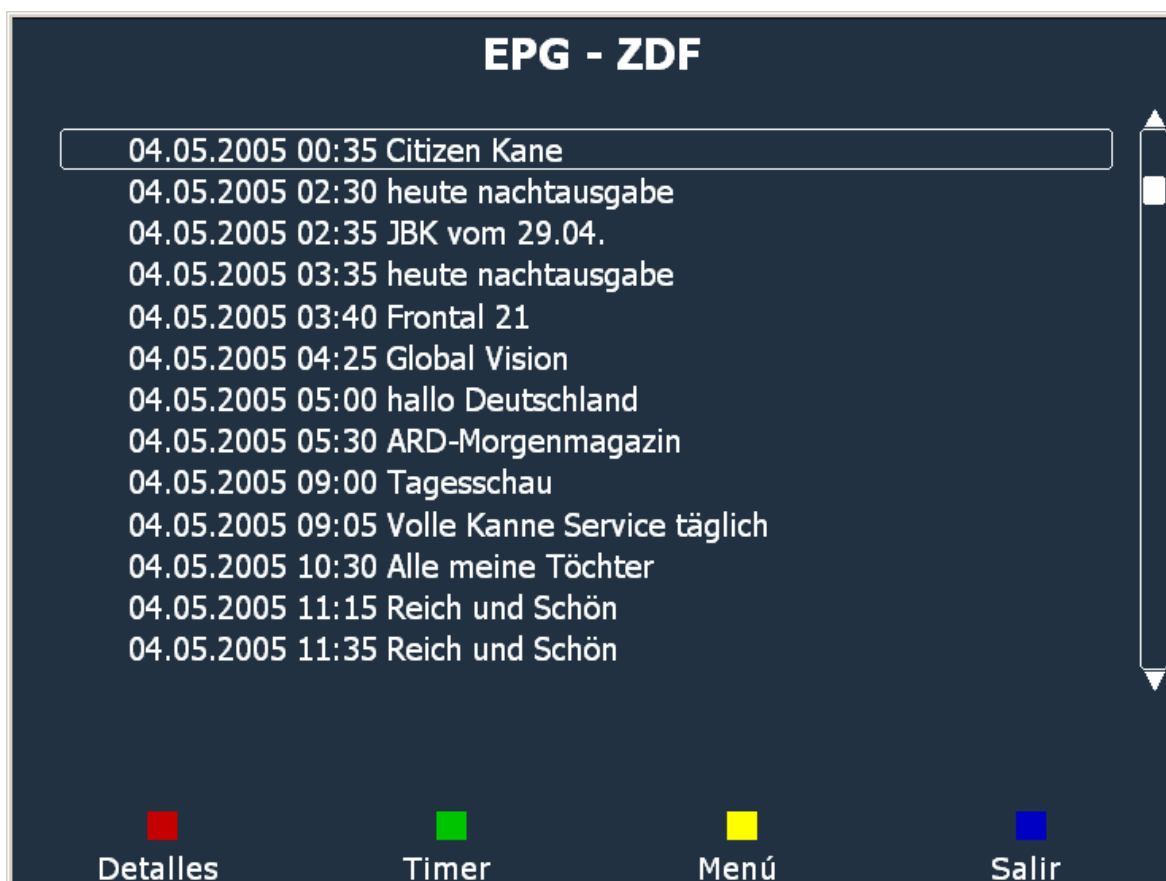 EPG - ZDF
04.05.2005 00:35 Citizen Kane
04.05.2005 02:30 heute nachtausgabe
04.05.2005 02:35 JBK vom 29.04.
04.05.2005 03:35 heute nachtausgabe
04.05.2005 03:40 Frontal 21
04.05.2005 04:25 Global Vision
04.05.2005 05:00 hallo Deutschland
04.05.2005 05:30 ARD-Morgenmagazin
04.05.2005 09:00 Tagesschau
04.05.2005 09:05 Volle Kanne Service täglich
04.05.2005 10:30 Alle meine Töchter
04.05.2005 11:15 Reich und Schön
04.05.2005 11:35 Reich und Schön
Detalles Timer Menú Salir